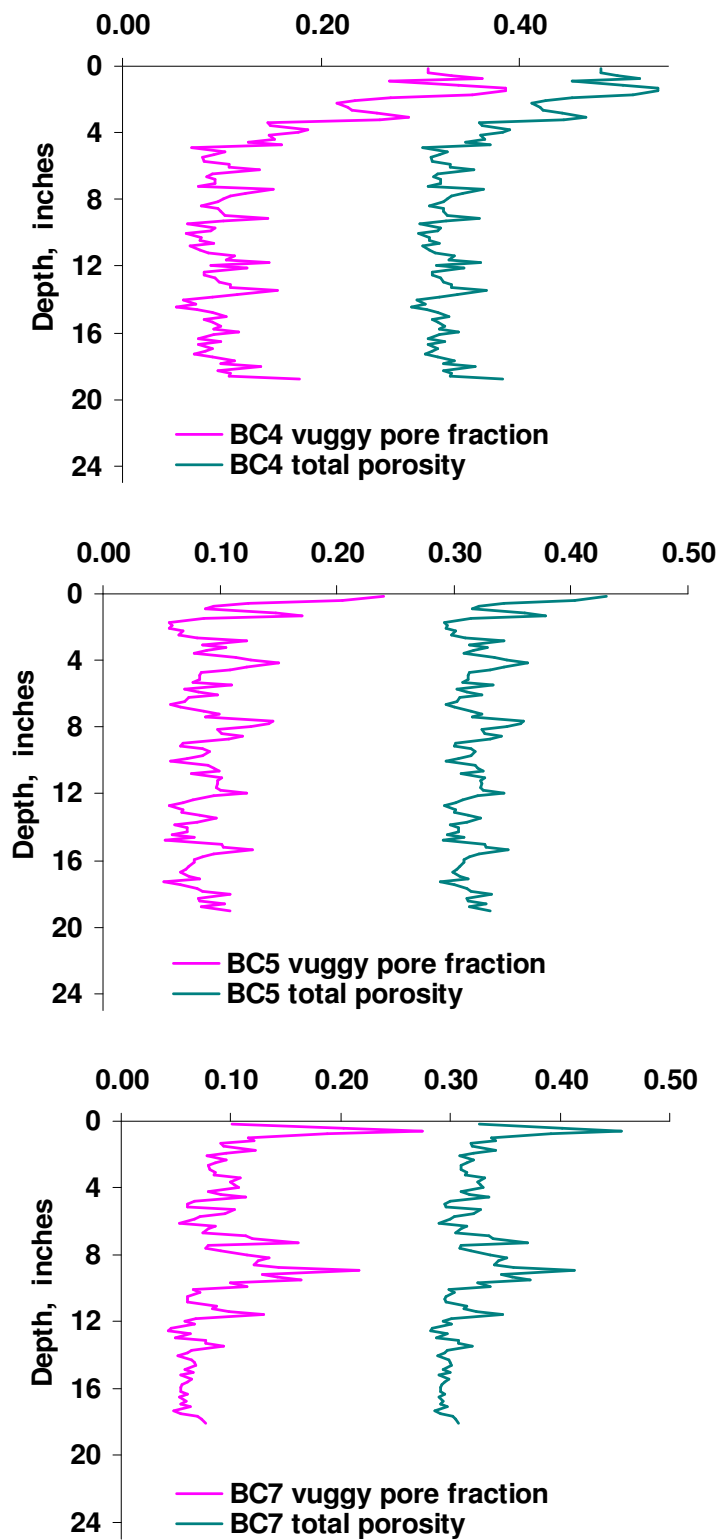 0.00 0.20 0.40
0
4
8
12
16
20
24
Depth, inches
BC4 vuggy pore fraction
BC4 total porosity
0.00 0.10 0.20 0.30 0.40 0.50
0
4
8
12
16
20
24
Depth, inches
BC5 vuggy pore fraction
BC5 total porosity
0.00 0.10 0.20 0.30 0.40 0.50
0
4
8
12
16
20
24
Depth, inches
BC7 vuggy pore fraction
BC7 total porosity